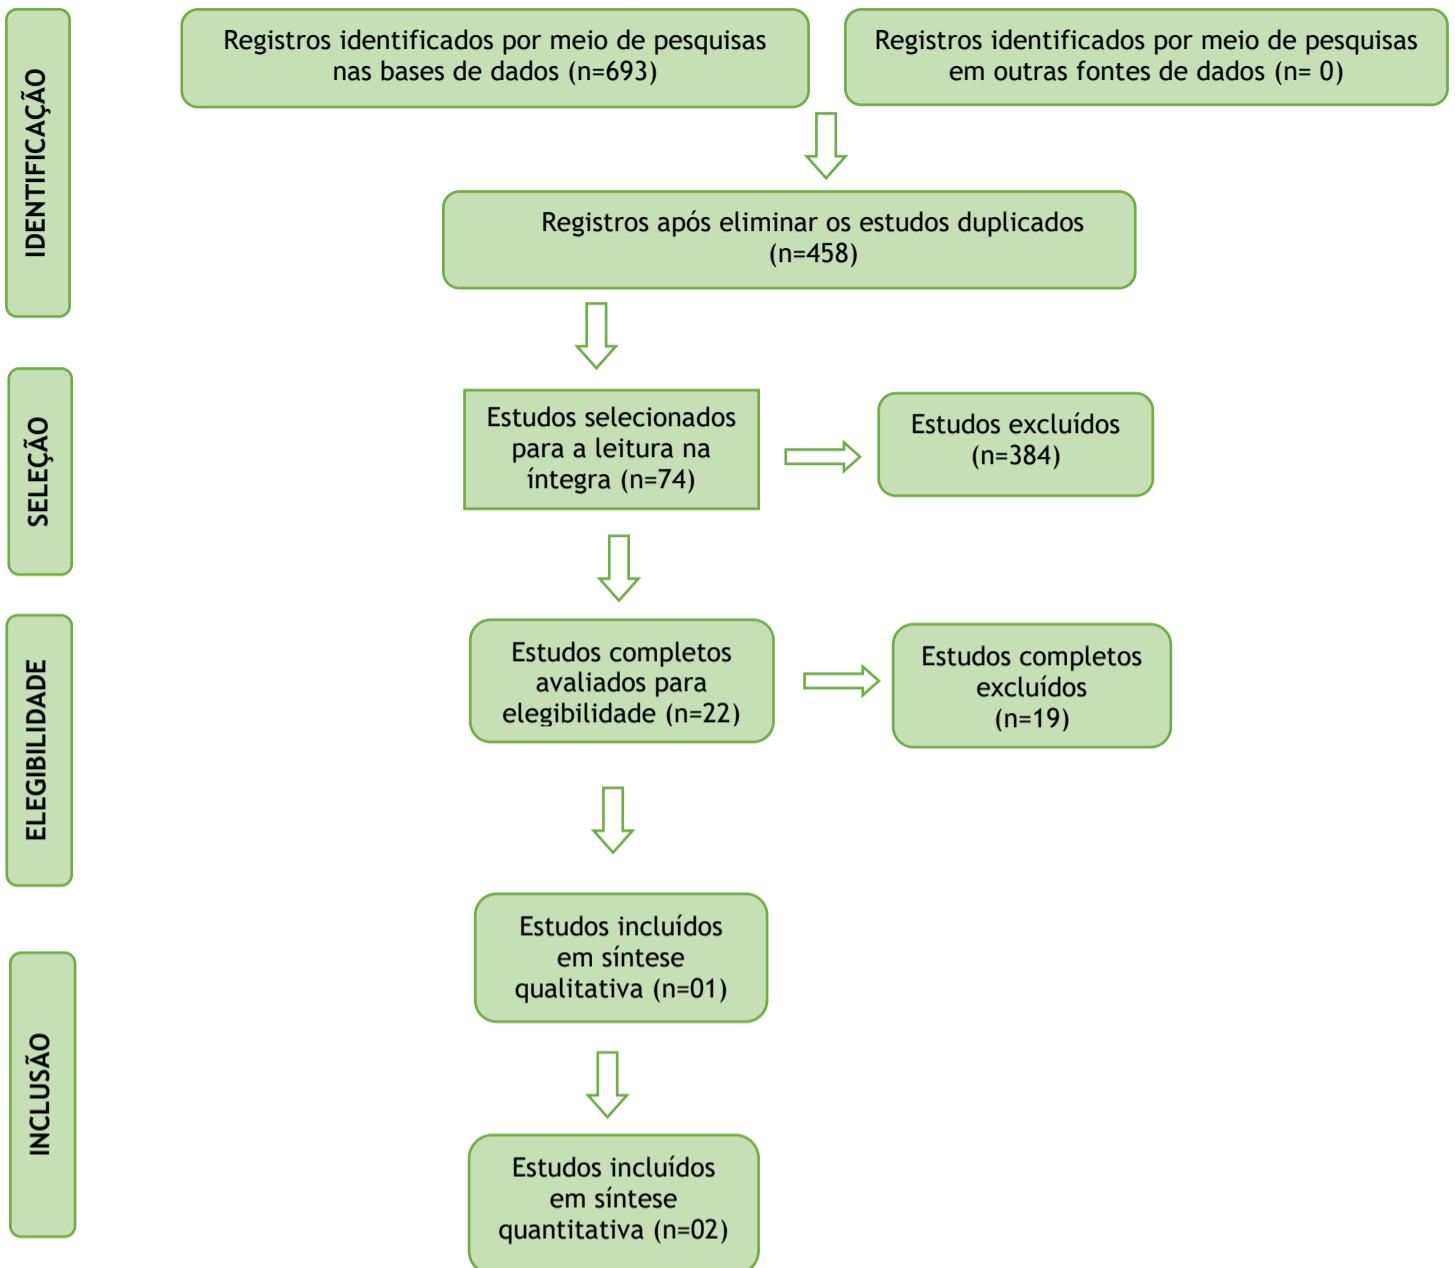 IDENTIFICAÇÃO
Registros identificados por meio de pesquisas
nas bases de dados (n=693)
Registros identificados por meio de pesquisas
em outras fontes de dados (n= 0)
Registros após eliminar os estudos duplicados
(n=458)
SELEÇÃO
Estudos selecionados
para a leitura na
íntegra (n=74)
Estudos excluídos
(n=384)
ELEGIBILIDADE
Estudos completos
avaliados para
elegibilidade (n=22)
Estudos completos
excluídos
(n=19)
INCLUSÃO
Estudos incluídos
em síntese
qualitativa (n=01)
Estudos incluídos
em síntese
quantitativa (n=02)